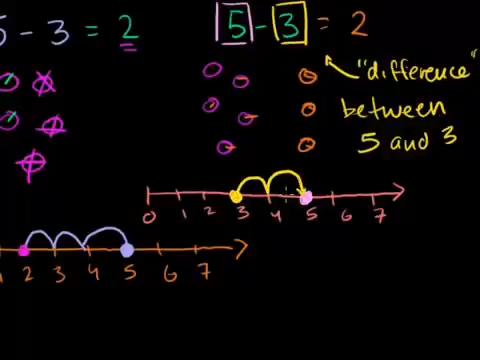 5 - 3 = 2
5 - 3 = 2
"difference"
between
5 and 3
0 1 2 3 4 5 6 7
2 3 4 5 6 7